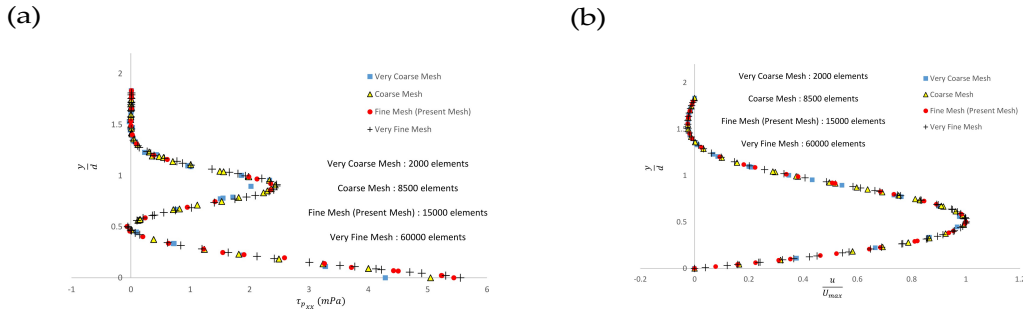 (a)
2
1.5
1
0.5
0
0
1
2
3
4
5
6
y/d
τpxx (mPa)
Very Coarse Mesh
Coarse Mesh
Fine Mesh (Present Mesh)
Very Fine Mesh
Very Coarse Mesh : 2000 elements
Coarse Mesh : 8500 elements
Fine Mesh (Present Mesh) : 15000 elements
Very Fine Mesh : 60000 elements
(b)
2
1.5
1
0.5
0
-0.2
0
0.2
0.4
0.6
0.8
1
1.2
y/d
u/Umax
Very Coarse Mesh : 2000 elements
Coarse Mesh : 8500 elements
Fine Mesh (Present Mesh) : 15000 elements
Very Fine Mesh : 60000 elements
Very Coarse Mesh
Coarse Mesh
Fine Mesh (Present Mesh)
Very Fine Mesh